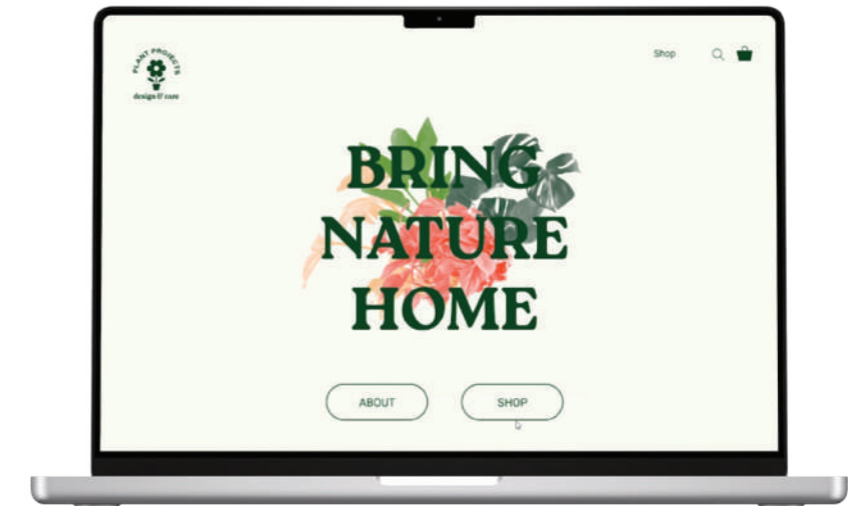 PLANT PROJECTS
design & care
Shop
BRING
NATURE
HOME
ABOUT
SHOP